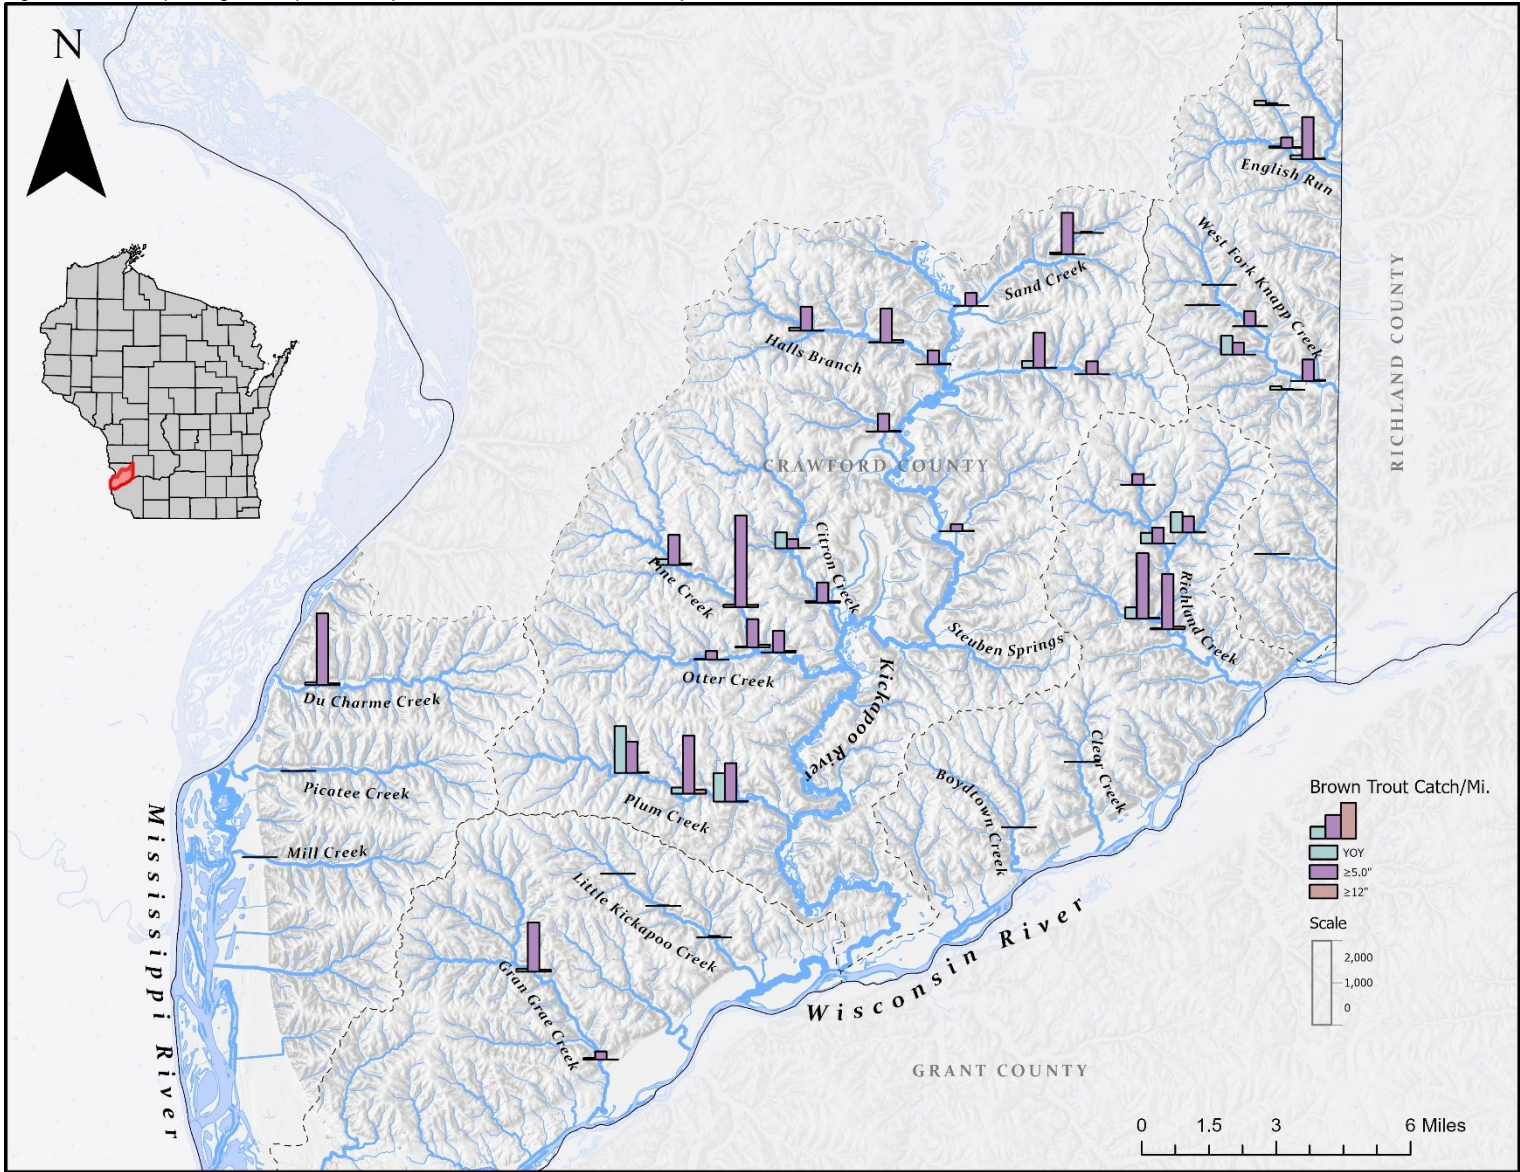 N
English Run
West Fork Knapp Creek
Sand Creek
RICHLAND COUNTY
Halls Branch
CRAWFORD COUNTY
Citron Creek
Pine Creek
Richland Creek
Steuben Springs
Otter Creek
Kickapoo River
Du Charme Creek
Clear Creek
Picatee Creek
Boydtown Creek
Plum Creek
Mill Creek
Little Kickapoo Creek
Gran Grae Creek
Mississippi River
Wisconsin River
GRANT COUNTY
Brown Trout Catch/Mi.
YOY
≥5.0"
≥12"
Scale
2,000
1,000
0
0 1.5 3 6 Miles